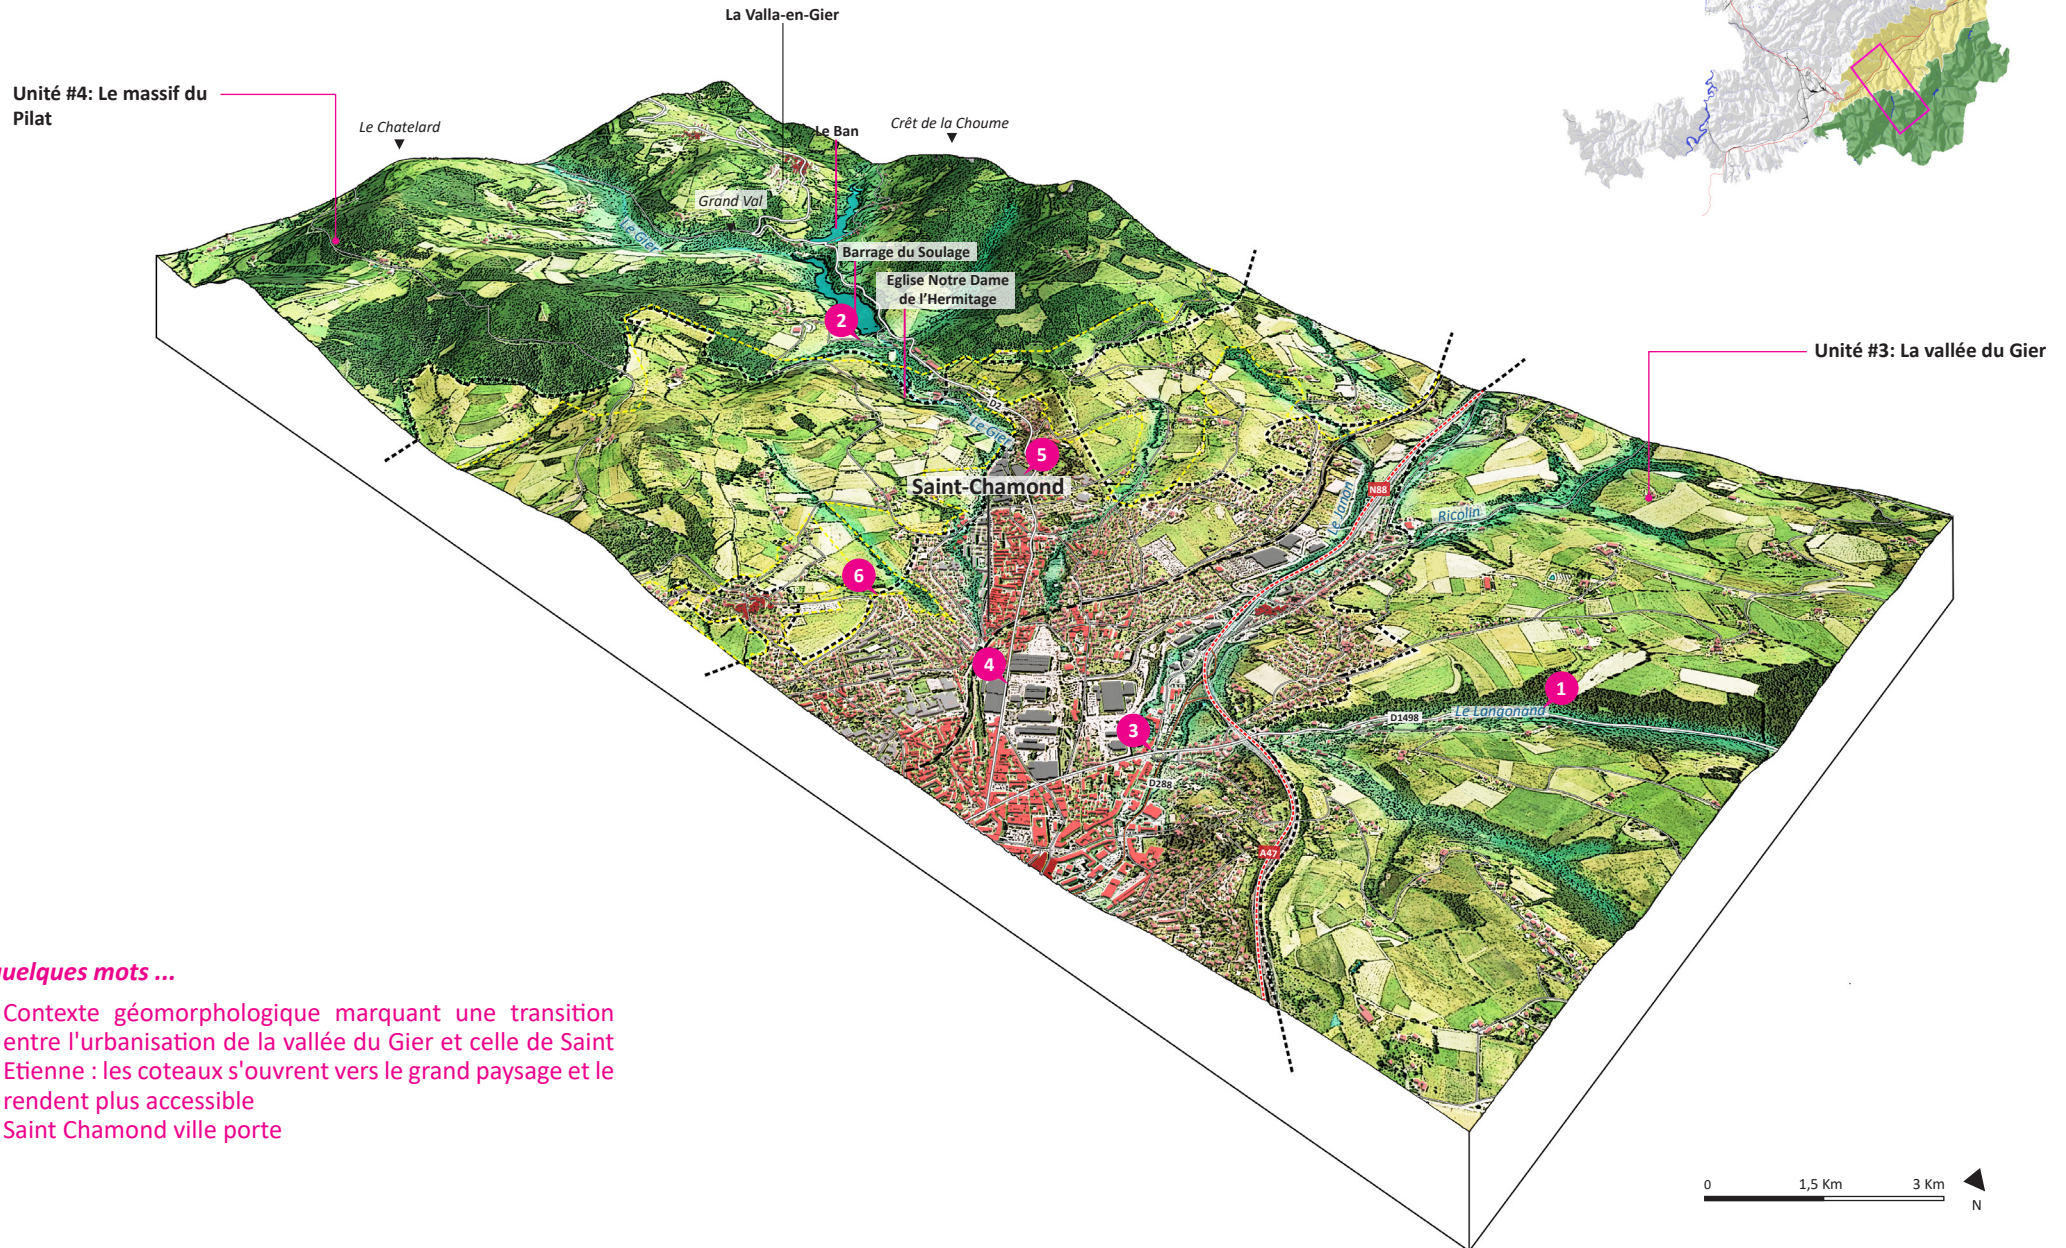 La Valla-en-Gier
Unité #4: Le massif du
Pilat
Le Chatelard
Le Ban
Crêt de la Choume
Grand Val
Le Gier
Barrage du Soulage
Eglise Notre Dame
de l'Hermitage
2
Unité #3: La vallée du Gier
D2
Le Gier
5
Saint-Chamond
N88
Le Janon
Ricolin
6
4
1
Le Langonand
D1498
3
D288
A47
uelques mots ...
Contexte géomorphologique marquant une transition
entre l'urbanisation de la vallée du Gier et celle de Saint
Etienne : les coteaux s'ouvrent vers le grand paysage et le
rendent plus accessible
Saint Chamond ville porte
0 1,5 Km 3 Km
N